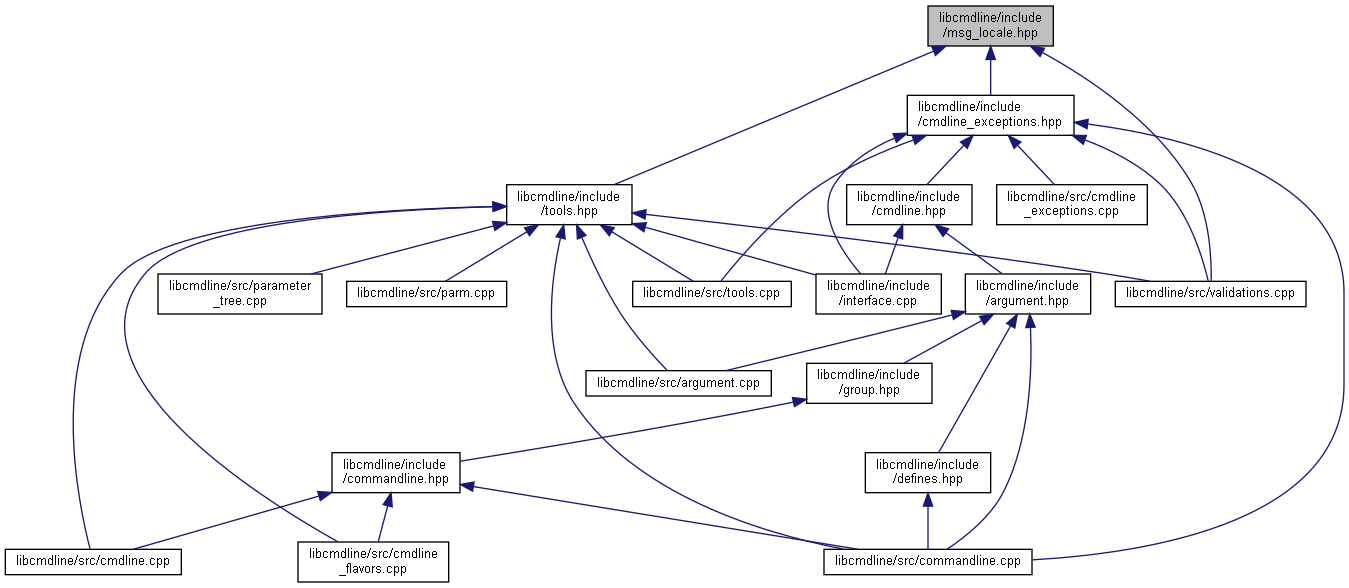 libcmdline/include
/msg_locale.hpp
libcmdline/include
/cmdline_exceptions.hpp
libcmdline/include
/tools.hpp
libcmdline/include
/cmdline.hpp
libcmdline/src/cmdline
_exceptions.cpp
libcmdline/src/parameter
_tree.cpp
libcmdline/src/parm.cpp
libcmdline/src/tools.cpp
libcmdline/include
/interface.cpp
libcmdline/include
/argument.hpp
libcmdline/src/validations.cpp
libcmdline/src/argument.cpp
libcmdline/include
/group.hpp
libcmdline/include
/commandline.hpp
libcmdline/include
/defines.hpp
libcmdline/src/cmdline.cpp
libcmdline/src/cmdline
_flavors.cpp
libcmdline/src/commandline.cpp